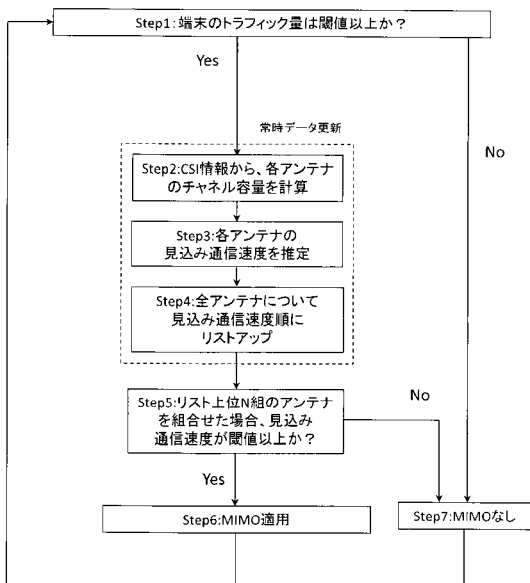 Step1:端末のトラフィック量は閾値以上か?
Yes
常時データ更新
No
Step2:CSI情報から、各アンテナ
のチャネル容量を計算
Step3:各アンテナの
見込み通信速度を推定
Step4:全アンテナについて
見込み通信速度順に
リストアップ
Step5:リスト上位N組のアンテナ
を組合せた場合、見込み
通信速度が閾値以上か?
No
Yes
Step6:MIMO適用
Step7:MIMOなし